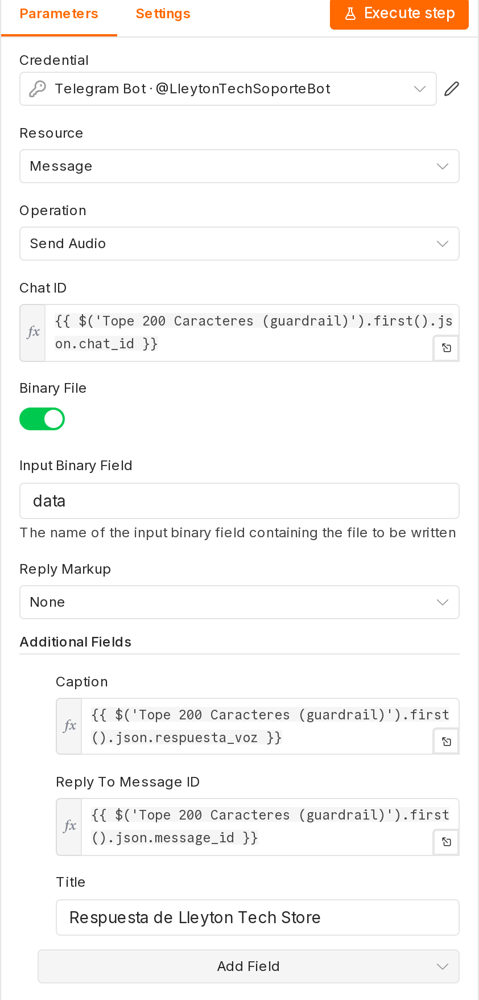 Parameters Settings Execute step
Credential
Telegram Bot · @LleytonTechSoporteBot
Resource
Message
Operation
Send Audio
Chat ID
fx {{ $('Tope 200 Caracteres (guardrail)').first().js
on.chat_id }}
Binary File
Input Binary Field
data
The name of the input binary field containing the file to be written
Reply Markup
None
Additional Fields
Caption
fx {{ $('Tope 200 Caracteres (guardrail)').first
().json.respuesta_voz }}
Reply To Message ID
fx {{ $('Tope 200 Caracteres (guardrail)').first
().json.message_id }}
Title
Respuesta de Lleyton Tech Store
Add Field